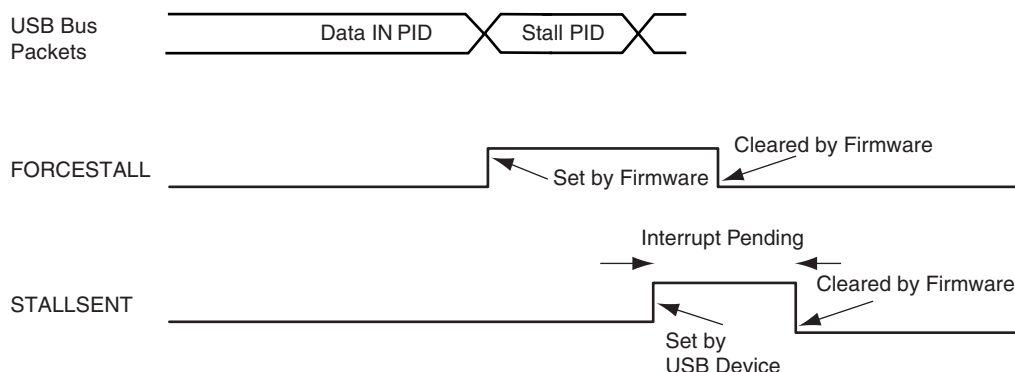 USB Bus
Packets
Data IN PID
Stall PID
FORCESTALL
Set by Firmware
Cleared by Firmware
Interrupt Pending
STALLSENT
Cleared by Firmware
Set by
USB Device